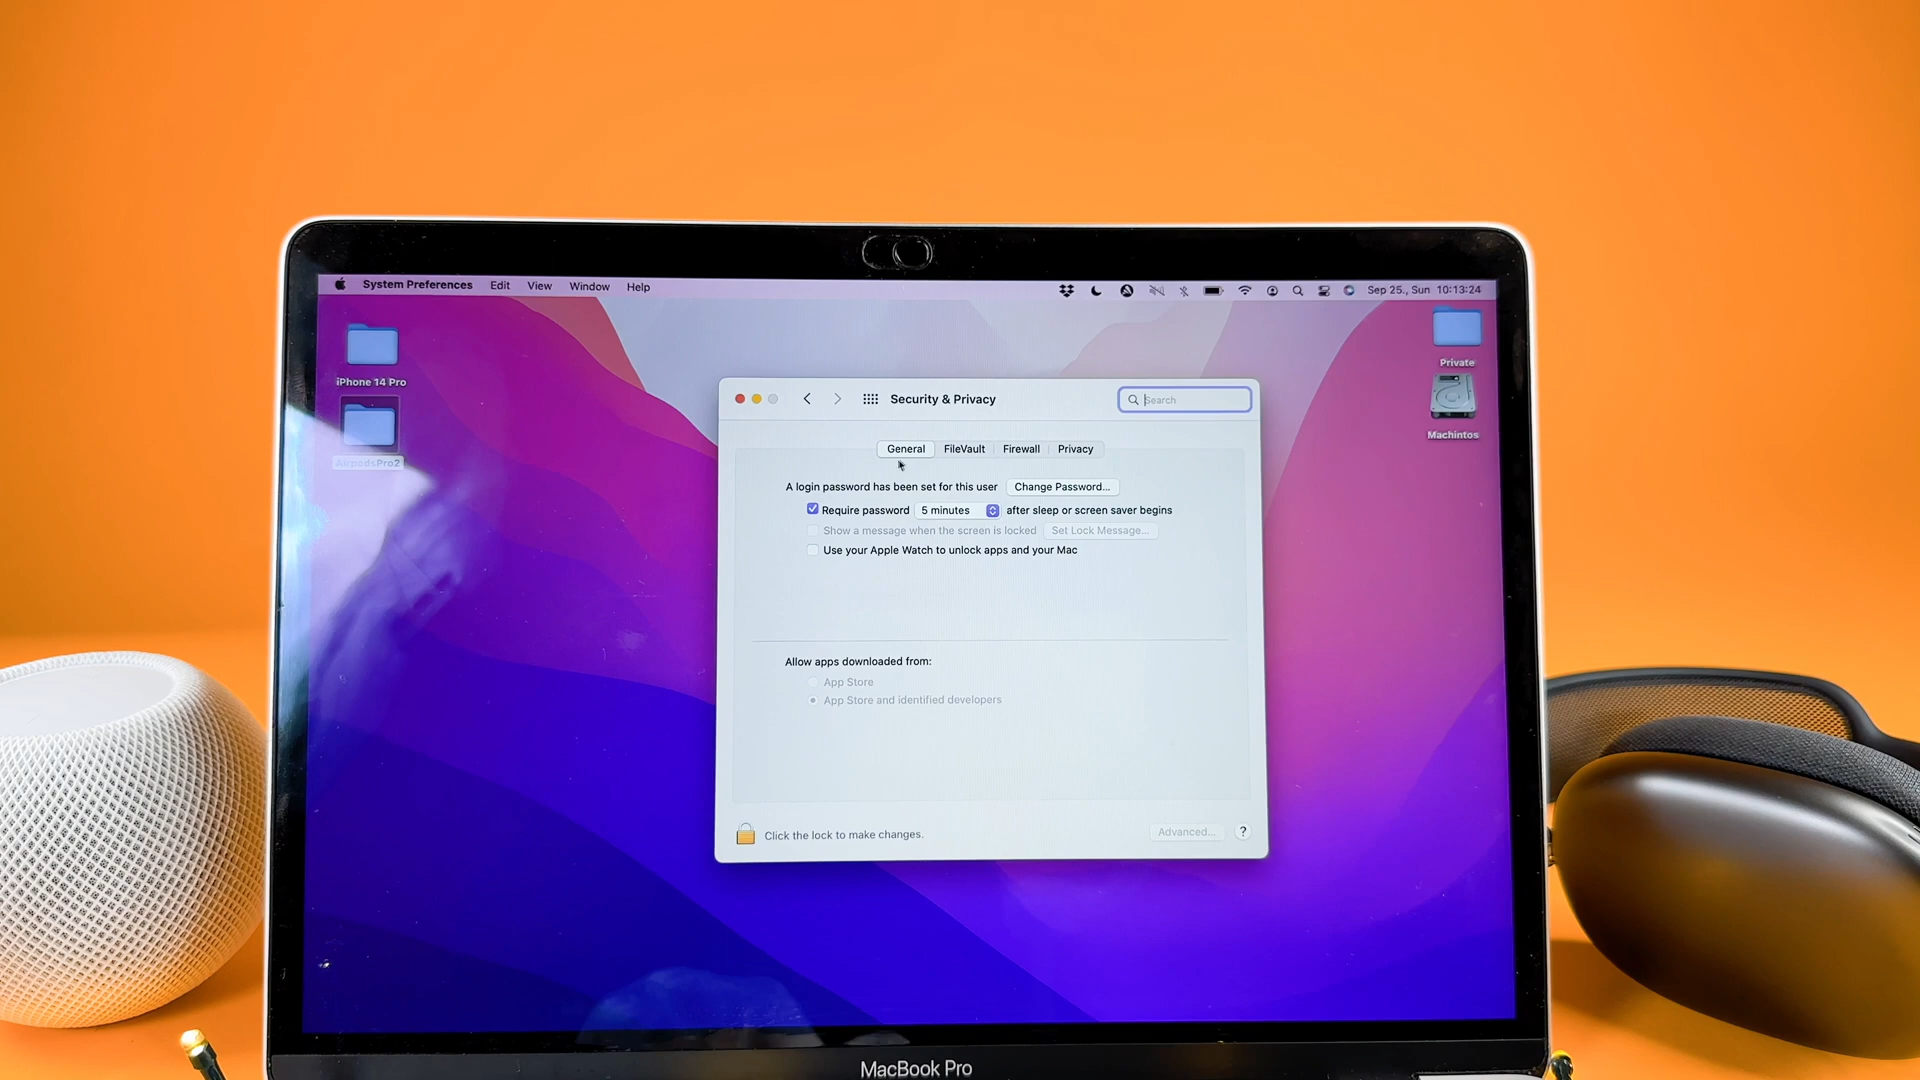 System Preferences Edit View Window Help
Sep 25., Sun 10:13:24
iPhone 14 Pro
AirpodsPro2
Private
Machintos
Security & Privacy
Search
General FileVault Firewall Privacy
A login password has been set for this user Change Password...
Require password 5 minutes after sleep or screen saver begins
Show a message when the screen is locked Set Lock Message...
Use your Apple Watch to unlock apps and your Mac
Allow apps downloaded from:
App Store
App Store and identified developers
Click the lock to make changes.
Advanced... ?
MacBook Pro